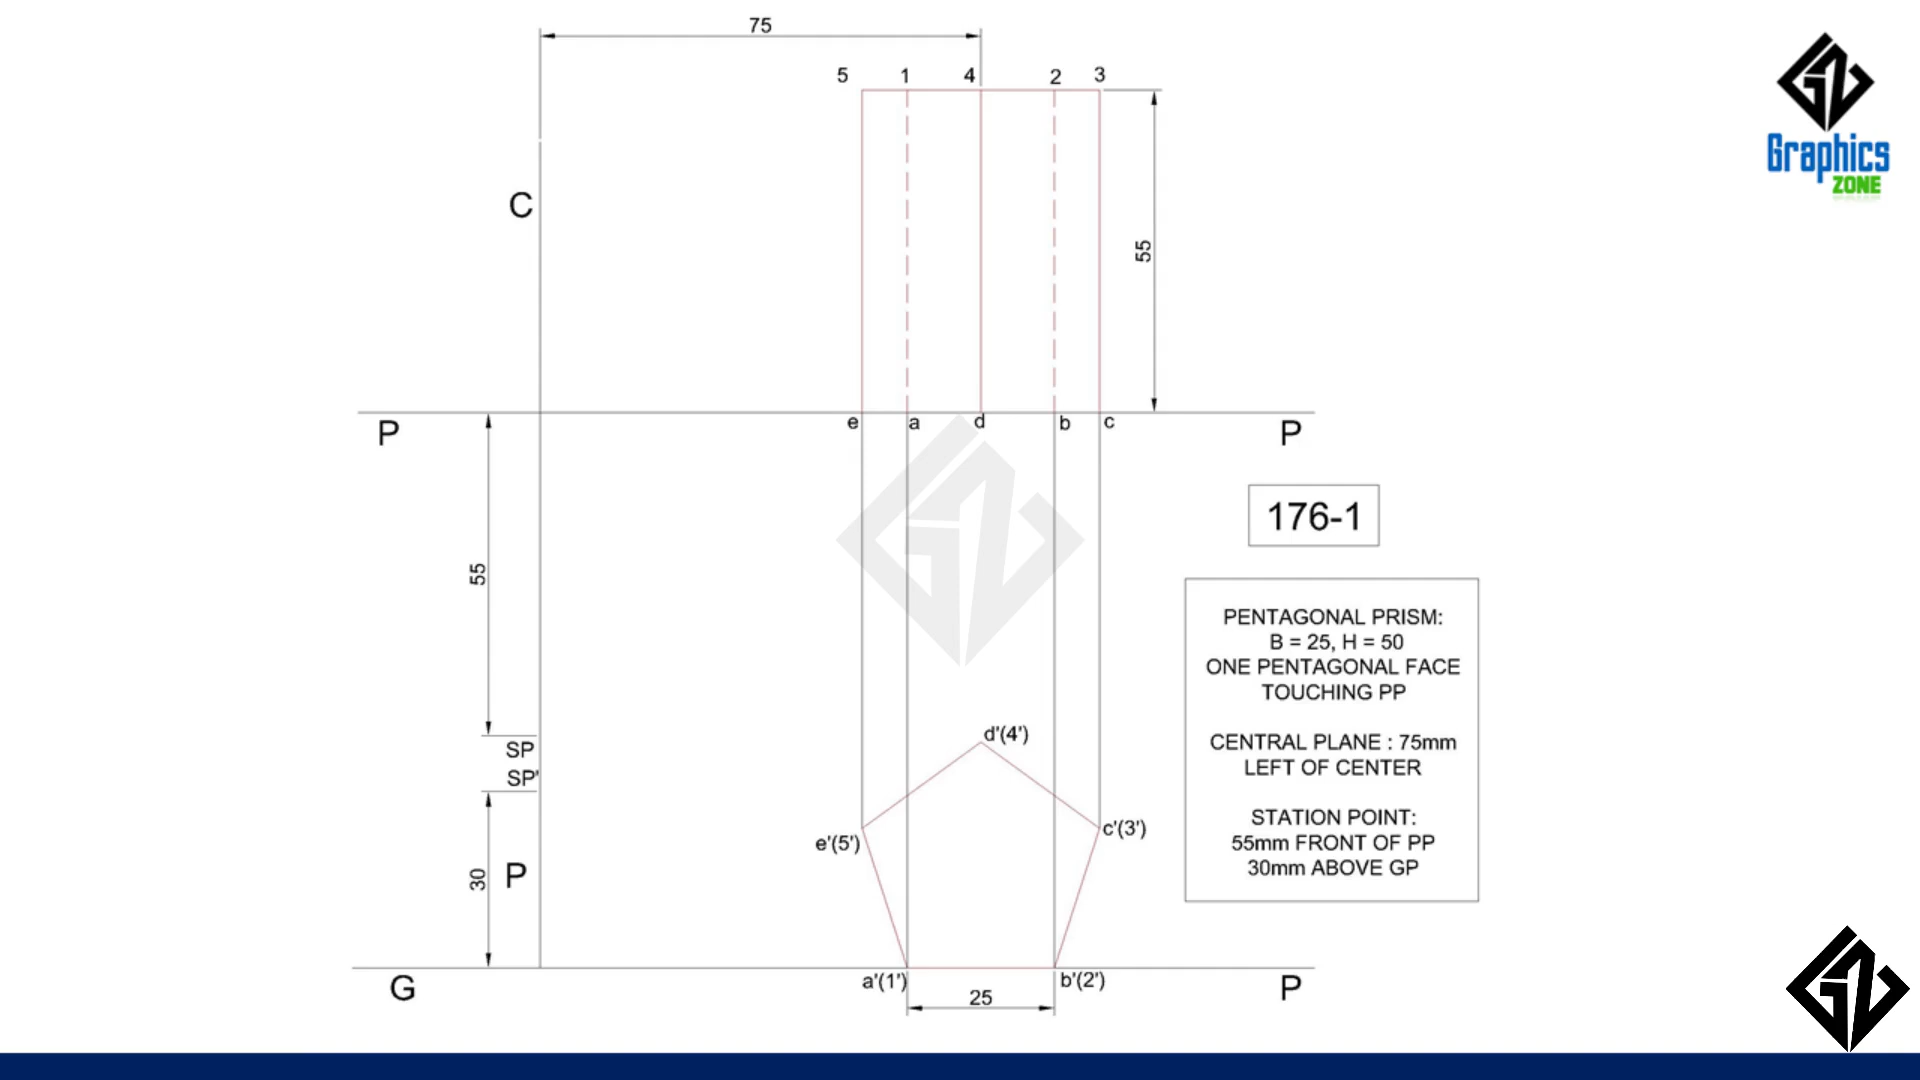 75
5 1 4 2 3
Graphics
ZONE
C
55
P P
e a d b c
176-1
55
PENTAGONAL PRISM:
B = 25, H = 50
ONE PENTAGONAL FACE
TOUCHING PP
CENTRAL PLANE : 75mm
LEFT OF CENTER
STATION POINT:
55mm FRONT OF PP
30mm ABOVE GP
d'(4')
SP
SP'
c'(3')
e'(5')
30 P
G P
a'(1') b'(2')
25